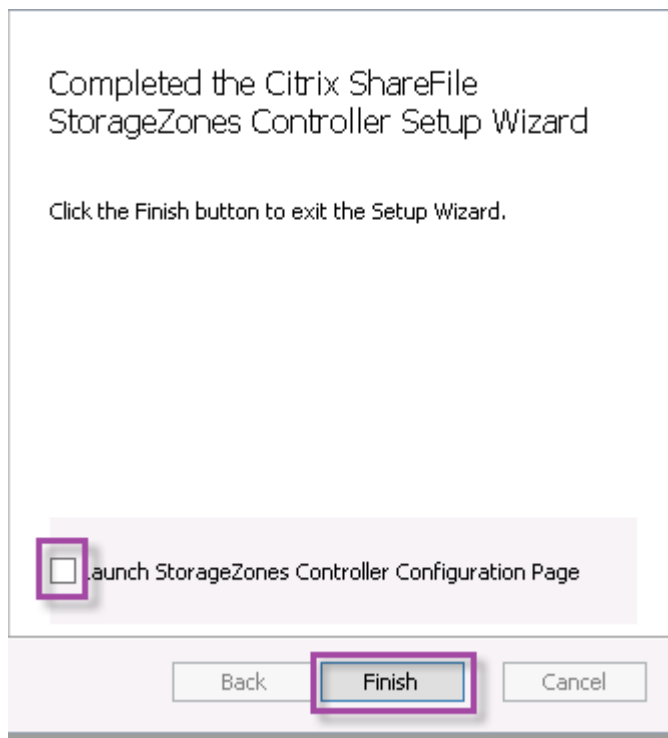 Completed the Citrix ShareFile
StorageZones Controller Setup Wizard
Click the Finish button to exit the Setup Wizard.
Launch StorageZones Controller Configuration Page
Back Finish Cancel